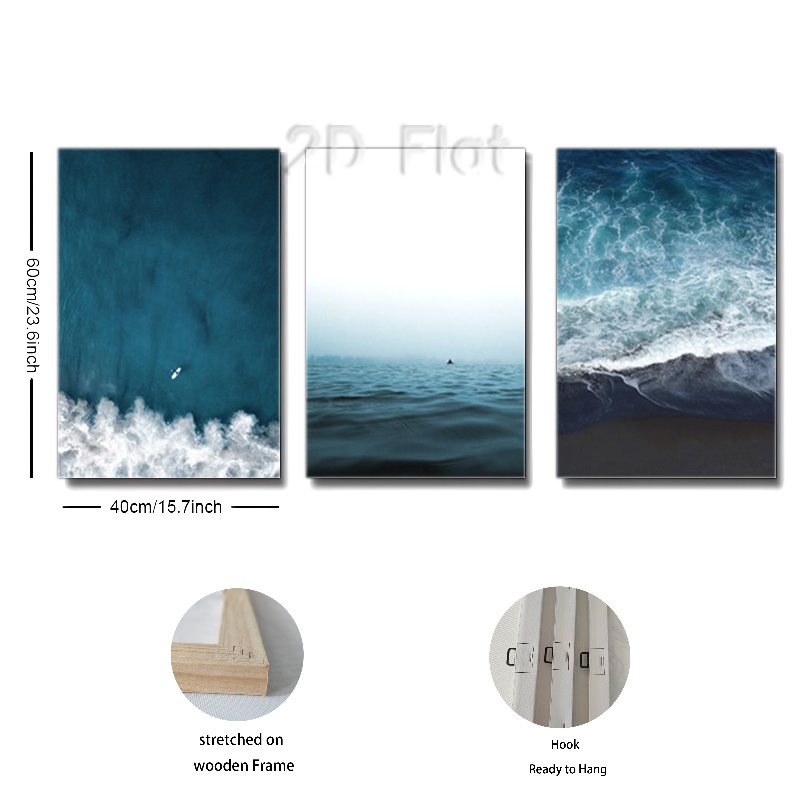 2D Flat
60cm/23.6inch
40cm/15.7inch
stretched on
wooden Frame
Hook
Ready to Hang